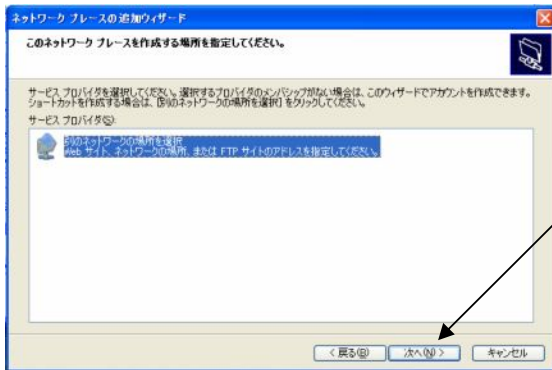 ネットワーク プレースの追加ウィザード
このネットワーク プレースを作成する場所を指定してください。
サービス プロバイダを選択してください。選択するプロバイダのメンバシップがない場合は、このウィザードでアカウントを作成できます。
ショートカットを作成する場合は、[別のネットワークの場所を選択] をクリックしてください。
サービス プロバイダ(S):
別のネットワークの場所を選択
Web サイト、ネットワークの場所、または FTP サイトのアドレスを指定してください。
< 戻る(B) 次へ(N) > キャンセル